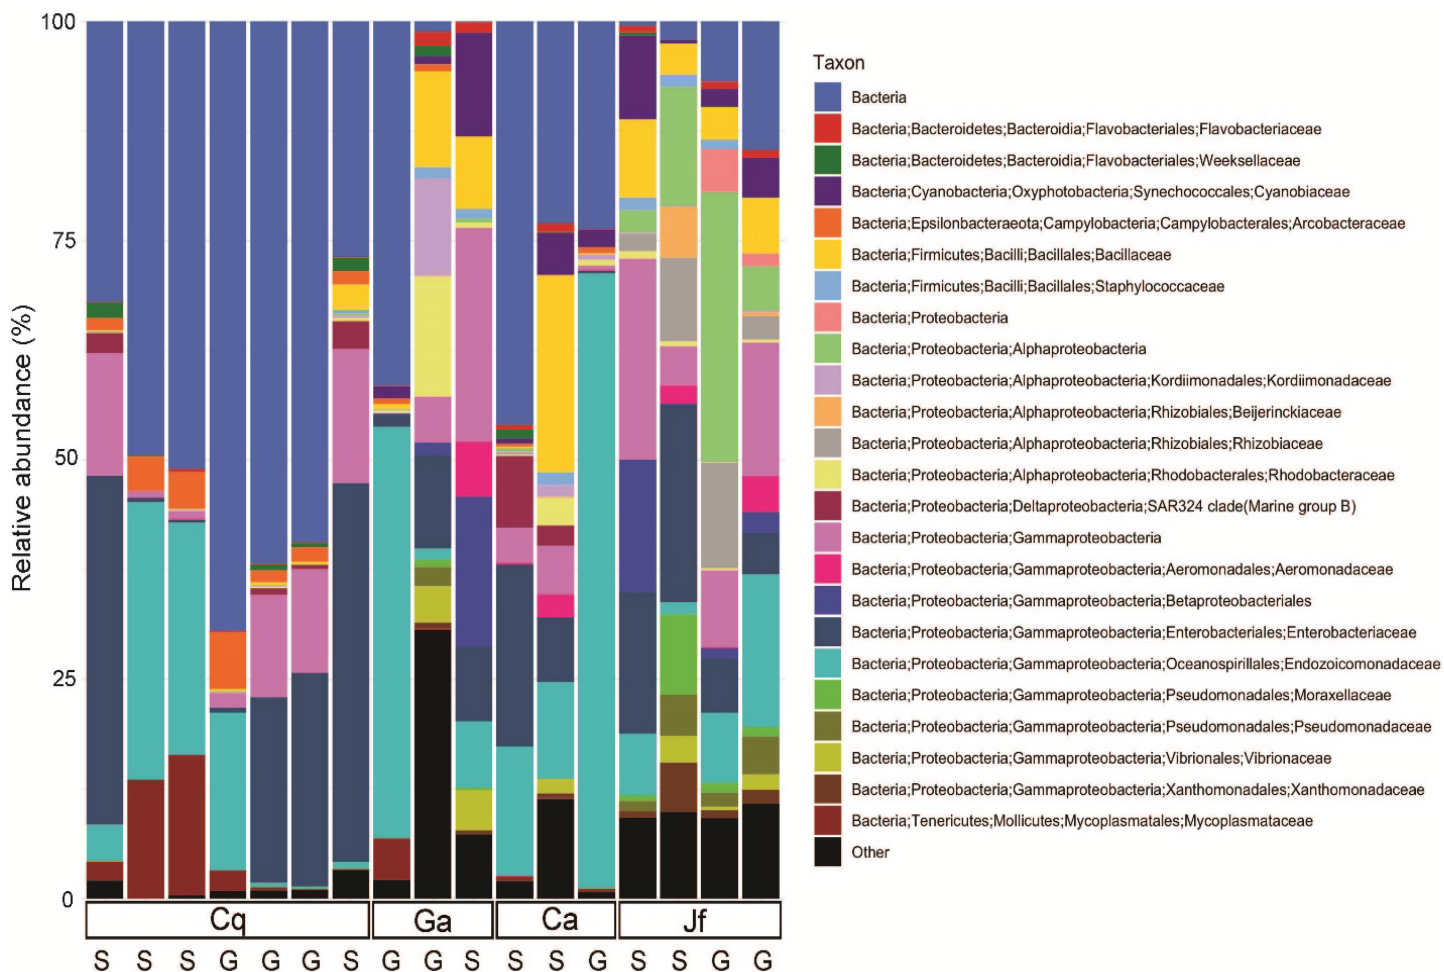 100
75
50
25
0
Relative abundance (%)
Cq
Ga
Ca
Jf
S S S G G G S G G S S S G S S G G
Taxon
Bacteria
Bacteria;Bacteroidetes;Bacteroidia;Flavobacteriales;Flavobacteriaceae
Bacteria;Bacteroidetes;Bacteroidia;Flavobacteriales;Weeksellaceae
Bacteria;Cyanobacteria;Oxyphotobacteria;Synechococcales;Cyanobiaceae
Bacteria;Epsilonbacteraeota;Campylobacteria;Campylobacterales;Arcobacteraceae
Bacteria;Firmicutes;Bacilli;Bacillales;Bacillaceae
Bacteria;Firmicutes;Bacilli;Bacillales;Staphylococcaceae
Bacteria;Proteobacteria
Bacteria;Proteobacteria;Alphaproteobacteria
Bacteria;Proteobacteria;Alphaproteobacteria;Kordiimonadales;Kordiimonadaceae
Bacteria;Proteobacteria;Alphaproteobacteria;Rhizobiales;Beijerinckiaceae
Bacteria;Proteobacteria;Alphaproteobacteria;Rhizobiales;Rhizobiaceae
Bacteria;Proteobacteria;Alphaproteobacteria;Rhodobacterales;Rhodobacteraceae
Bacteria;Proteobacteria;Deltaproteobacteria;SAR324 clade(Marine group B)
Bacteria;Proteobacteria;Gammaproteobacteria
Bacteria;Proteobacteria;Gammaproteobacteria;Aeromonadales;Aeromonadaceae
Bacteria;Proteobacteria;Gammaproteobacteria;Betaproteobacteriales
Bacteria;Proteobacteria;Gammaproteobacteria;Enterobacteriales;Enterobacteriaceae
Bacteria;Proteobacteria;Gammaproteobacteria;Oceanospirillales;Endozoicomonadaceae
Bacteria;Proteobacteria;Gammaproteobacteria;Pseudomonadales;Moraxellaceae
Bacteria;Proteobacteria;Gammaproteobacteria;Pseudomonadales;Pseudomonadaceae
Bacteria;Proteobacteria;Gammaproteobacteria;Vibrionales;Vibrionaceae
Bacteria;Proteobacteria;Gammaproteobacteria;Xanthomonadales;Xanthomonadaceae
Bacteria;Tenericutes;Mollicutes;Mycoplasmatales;Mycoplasmataceae
Other